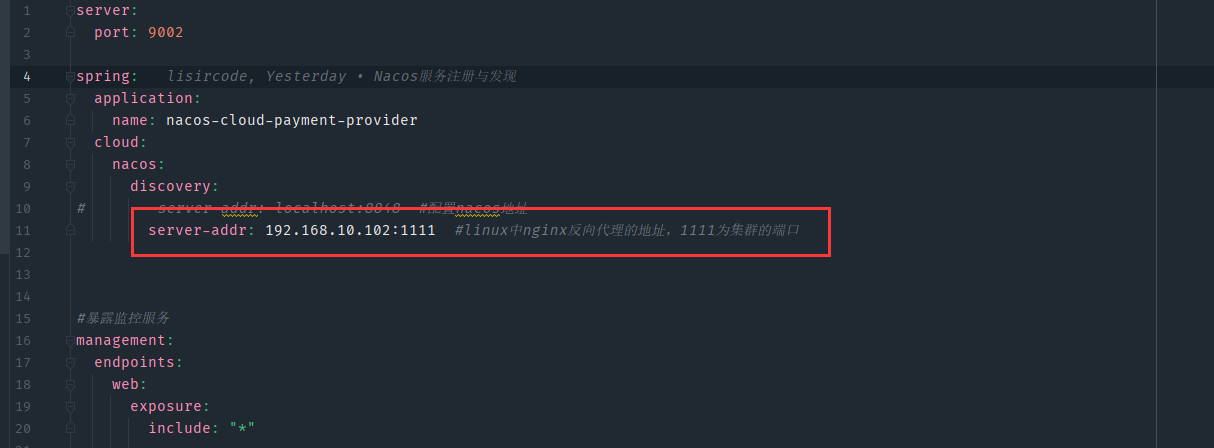 1 server:
2 port: 9002
3
4 spring: lisircode, Yesterday • Nacos服务注册与发现
5 application:
6 name: nacos-cloud-payment-provider
7 cloud:
8 nacos:
9 discovery:
10 # server-addr: localhost:8848 #配置nacos地址
11 server-addr: 192.168.10.102:1111 #linux中nginx反向代理的地址，1111为集群的端口
12
13
14
15 #暴露监控服务
16 management:
17 endpoints:
18 web:
19 exposure:
20 include: "*"